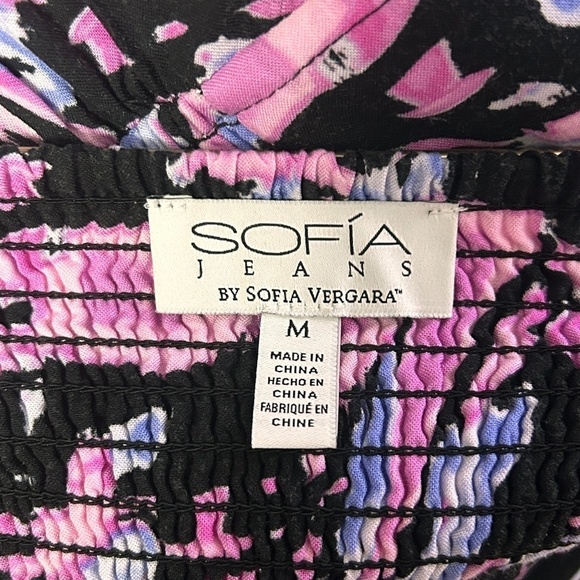 SOFÍA
JEANS
BY SOFIA VERGARA™
M
MADE IN
CHINA
HECHO EN
CHINA
FABRIQUÉ EN
CHINE